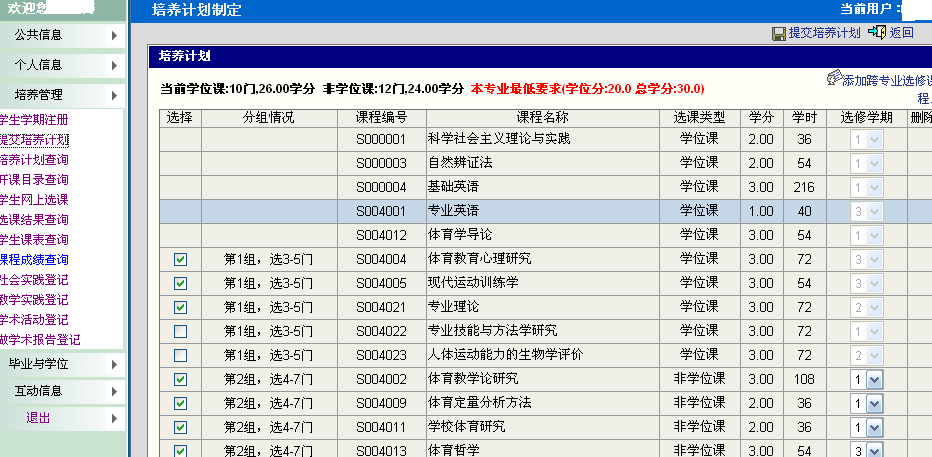 欢迎您
培养计划制定
当前用户：
公共信息
个人信息
培养管理
学生学期注册
提交培养计划
培养计划查询
开课目录查询
学生网上选课
选课结果查询
学生课表查询
课程成绩查询
社会实践登记
教学实践登记
学术活动登记
做学术报告登记
毕业与学位
互动信息
退出
提交培养计划 返回
培养计划
当前学位课:10门,26.00学分 非学位课:12门,24.00学分 本专业最低要求(学位分:20.0 总学分:30.0)
添加跨专业选修课
程.
选择 分组情况 课程编号 课程名称 选课类型 学分 学时 选修学期 删除
S000001 科学社会主义理论与实践 学位课 2.00 36 1
S000003 自然辨证法 学位课 2.00 54 1
S000004 基础英语 学位课 3.00 216 1
S004001 专业英语 学位课 1.00 40 3
S004012 体育学导论 学位课 3.00 54 1
第1组，选3-5门 S004004 体育教育心理研究 学位课 3.00 72 3
第1组，选3-5门 S004005 现代运动训练学 学位课 3.00 54 3
第1组，选3-5门 S004021 专业理论 学位课 3.00 72 2
第1组，选3-5门 S004022 专业技能与方法学研究 学位课 3.00 72 1
第1组，选3-5门 S004023 人体运动能力的生物学评价 学位课 3.00 72 2
第2组，选4-7门 S004002 体育教学论研究 非学位课 3.00 108 1
第2组，选4-7门 S004009 体育定量分析方法 非学位课 2.00 36 1
第2组，选4-7门 S004011 学校体育研究 非学位课 2.00 36 1
第2组，选4-7门 S004013 体育哲学 非学位课 3.00 54 3